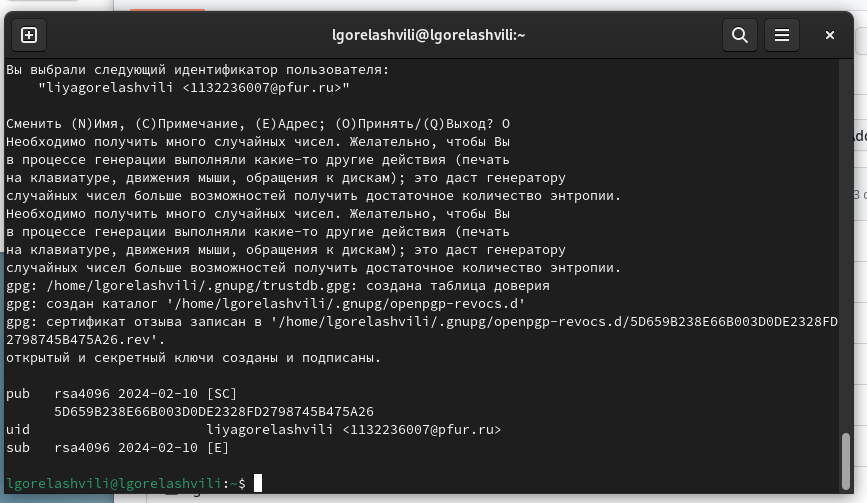 lgorelashvili@lgorelashvili:~
Вы выбрали следующий идентификатор пользователя:
"liyagorelashvili <1132236007@pfur.ru>"
Сменить (N)Имя, (C)Примечание, (E)Адрес; (O)Принять/(Q)Выход? O
Необходимо получить много случайных чисел. Желательно, чтобы Вы
в процессе генерации выполняли какие-то другие действия (печать
на клавиатуре, движения мыши, обращения к дискам); это даст генератору
случайных чисел больше возможностей получить достаточное количество энтропии.
Необходимо получить много случайных чисел. Желательно, чтобы Вы
в процессе генерации выполняли какие-то другие действия (печать
на клавиатуре, движения мыши, обращения к дискам); это даст генератору
случайных чисел больше возможностей получить достаточное количество энтропии.
gpg: /home/lgorelashvili/.gnupg/trustdb.gpg: создана таблица доверия
gpg: создан каталог '/home/lgorelashvili/.gnupg/openpgp-revocs.d'
gpg: сертификат отзыва записан в '/home/lgorelashvili/.gnupg/openpgp-revocs.d/5D659B238E66B003D0DE2328FD
2798745B475A26.rev'.
открытый и секретный ключи созданы и подписаны.
pub   rsa4096 2024-02-10 [SC]
5D659B238E66B003D0DE2328FD2798745B475A26
uid                      liyagorelashvili <1132236007@pfur.ru>
sub   rsa4096 2024-02-10 [E]
lgorelashvili@lgorelashvili:~$